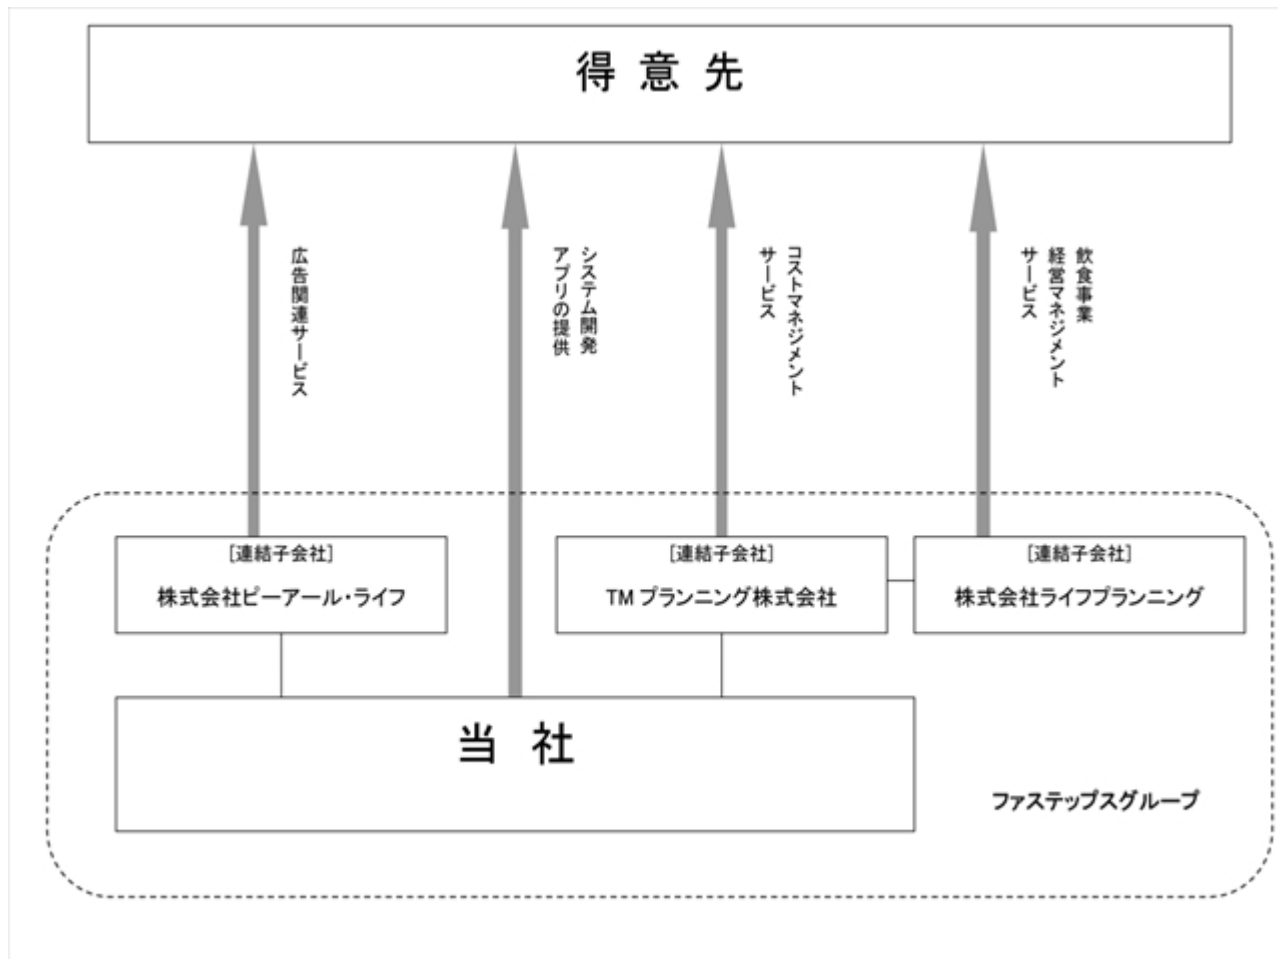 得意先
広告関連サービス
システム開発
アプリの提供
コストマネジメント
サービス
飲食事業
経営マネジメント
サービス
[連結子会社]
株式会社ピーアール・ライフ
[連結子会社]
TMプランニング株式会社
[連結子会社]
株式会社ライフプランニング
当社
ファステップスグループ